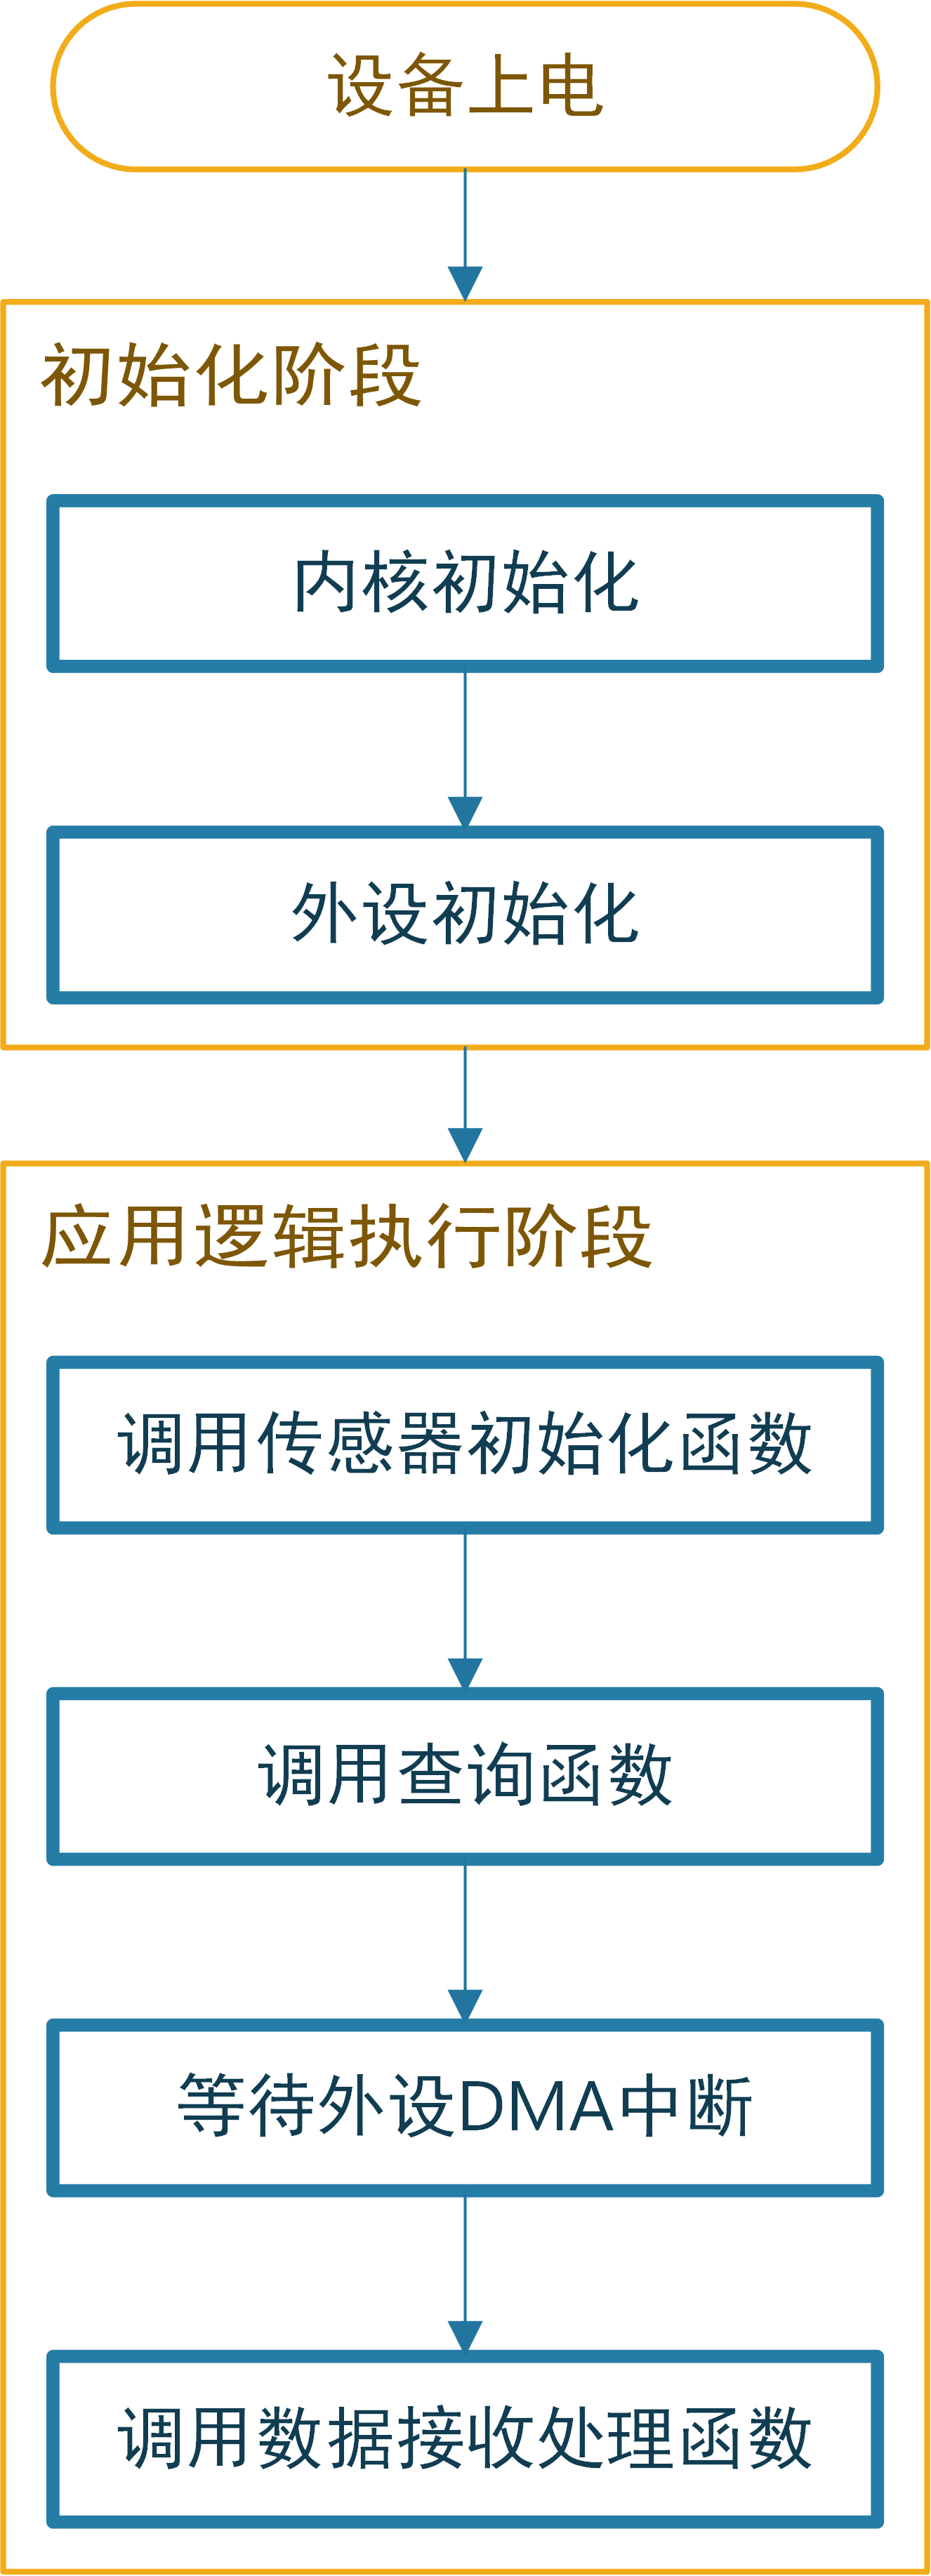 设备上电
初始化阶段
内核初始化
外设初始化
应用逻辑执行阶段
调用传感器初始化函数
调用查询函数
等待外设DMA中断
调用数据接收处理函数